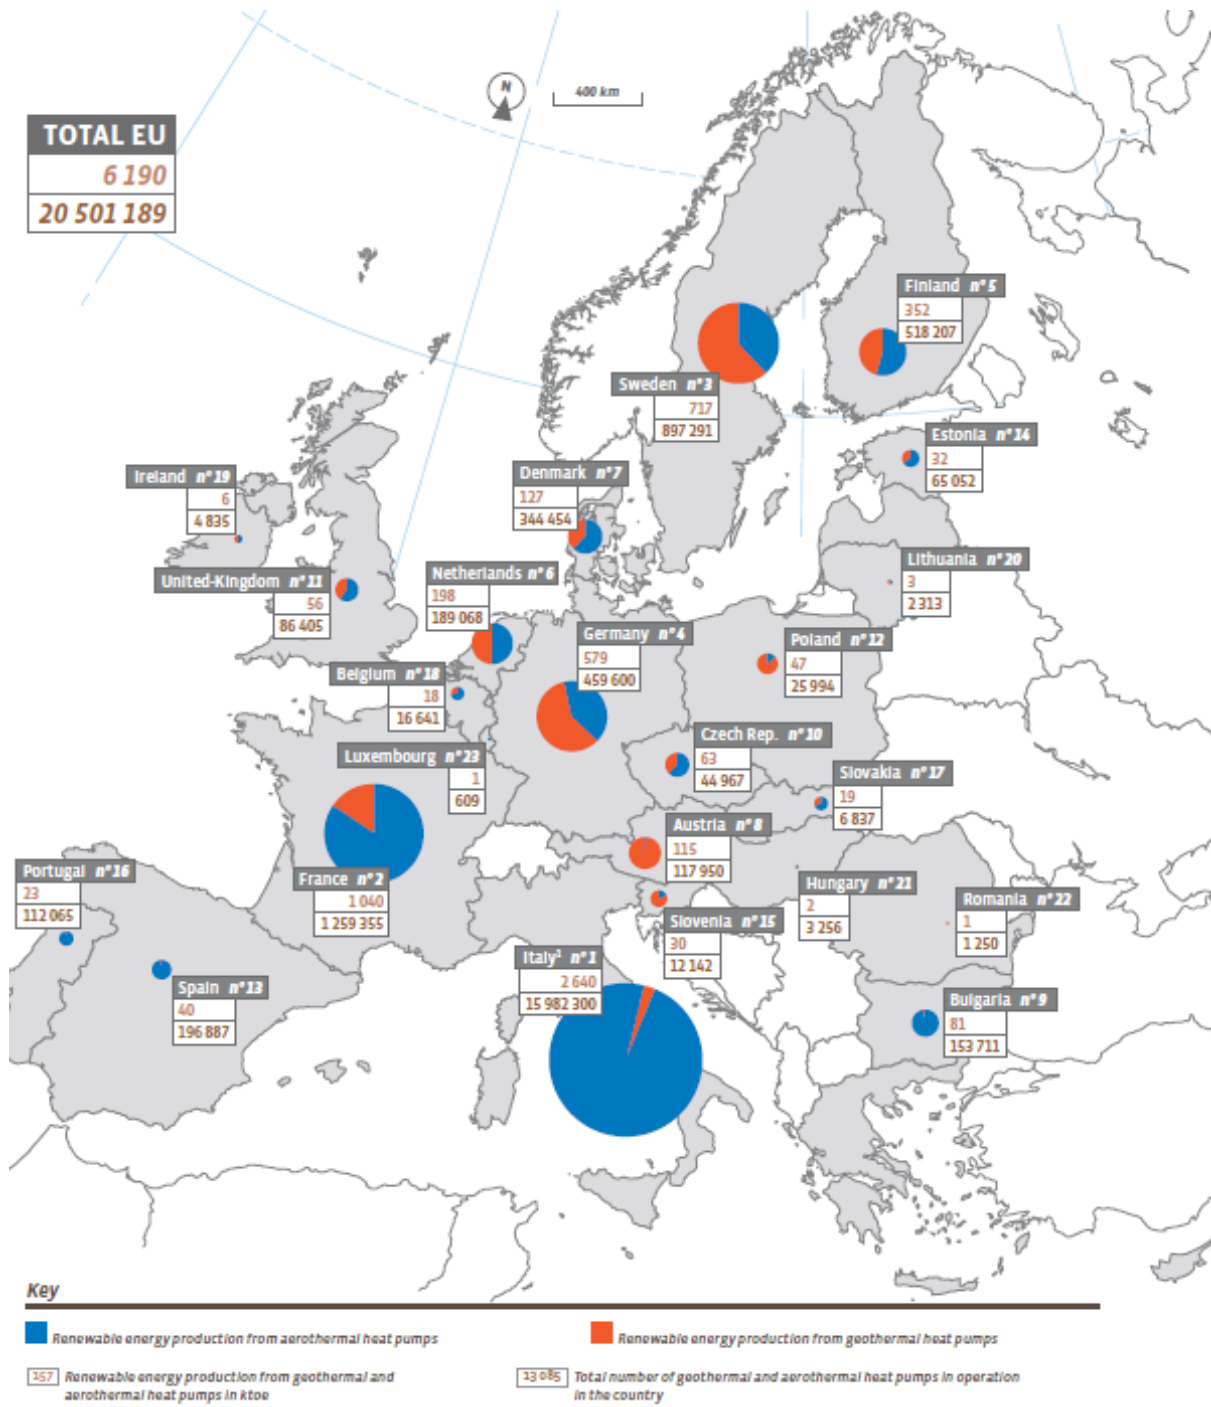 N
400 km
TOTAL EU
6 190
20 501 189
Finland n°5
352
518 207
Sweden n°3
717
897 291
Estonia n°14
32
65 052
Ireland n°19
6
4 835
Denmark n°7
127
344 454
Lithuania n°20
3
2 313
United-Kingdom n°11
56
86 405
Netherlands n°6
198
189 068
Germany n°4
579
459 600
Poland n°12
47
25 994
Belgium n°18
18
16 641
Czech Rep. n°10
63
44 967
Luxembourg n°23
1
609
Slovakia n°17
19
6 837
Austria n°8
115
117 950
Portugal n°16
23
112 065
France n°2
1 040
1 259 355
Hungary n°21
2
3 256
Romania n°22
1
1 250
Slovenia n°15
30
12 142
Italy¹ n°1
2 640
15 982 300
Spain n°13
40
196 887
Bulgaria n°9
81
153 711
Key
Renewable energy production from aerothermal heat pumps
Renewable energy production from geothermal heat pumps
157 Renewable energy production from geothermal and
aerothermal heat pumps in ktoe
13 085 Total number of geothermal and aerothermal heat pumps in operation
in the country